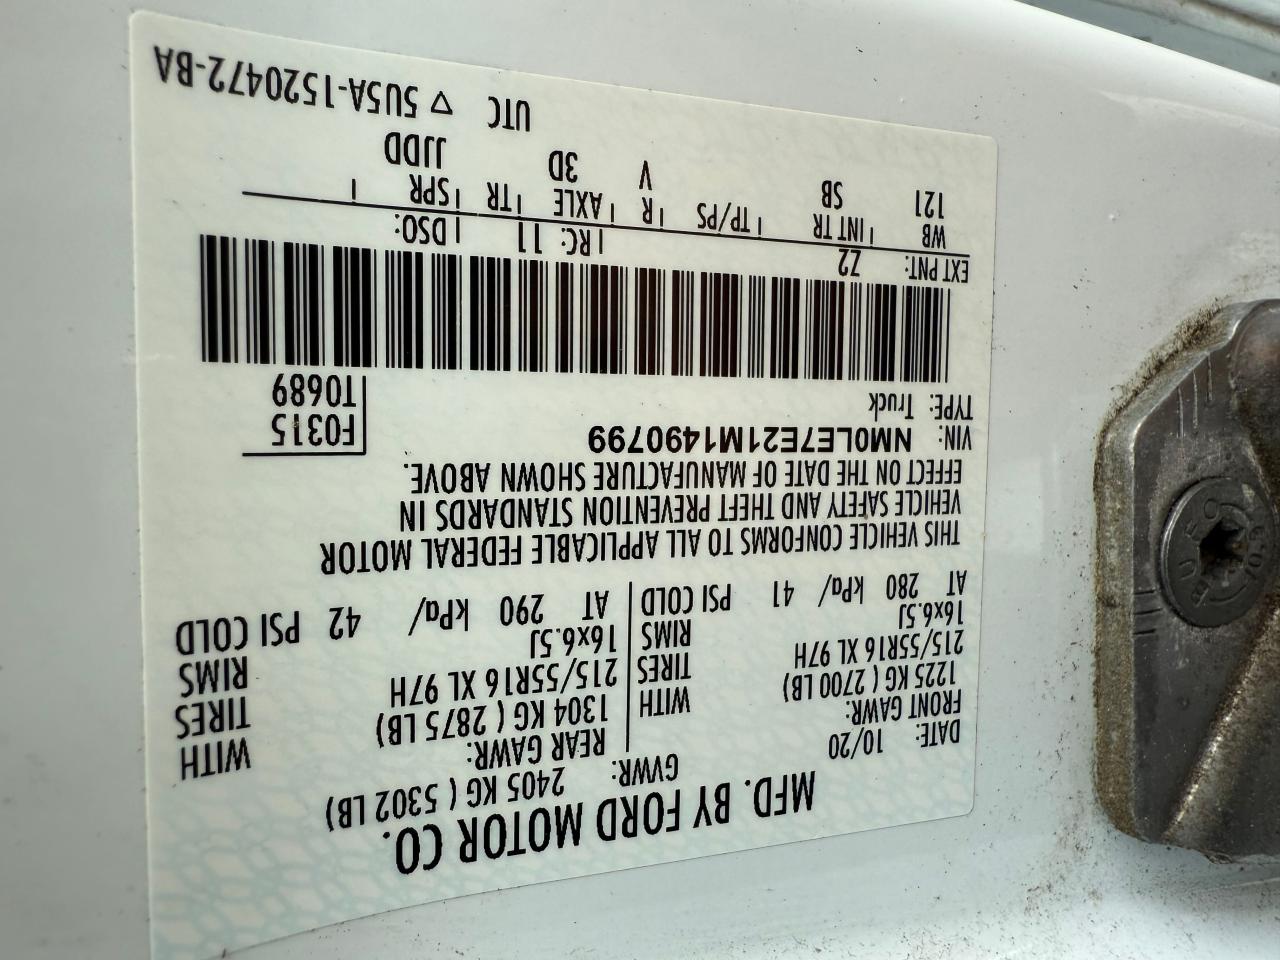 MFD. BY FORD MOTOR CO.
DATE: 10/20
GVWR: 2405 KG ( 5302 LB)
FRONT GAWR:
1225 KG ( 2700 LB)
WITH
215/55R16 XL 97H
TIRES
16x6.5J
RIMS
AT 280 kPa/ 41 PSI COLD
REAR GAWR:
1304 KG ( 2875 LB)
WITH
215/55R16 XL 97H
TIRES
16x6.5J
RIMS
AT 290 kPa/ 42 PSI COLD
THIS VEHICLE CONFORMS TO ALL APPLICABLE FEDERAL MOTOR
VEHICLE SAFETY AND THEFT PREVENTION STANDARDS IN
EFFECT ON THE DATE OF MANUFACTURE SHOWN ABOVE.
VIN: NM0LE7E21M1490799
TYPE: Truck
F0315
T0689
EXT PNT: Z2 RC: 11 DSO:
WB INT TR TP/PS R AXLE TR SPR
121 SB V 3D JJDD
UTC ▽ 5U5A-1520472-BA